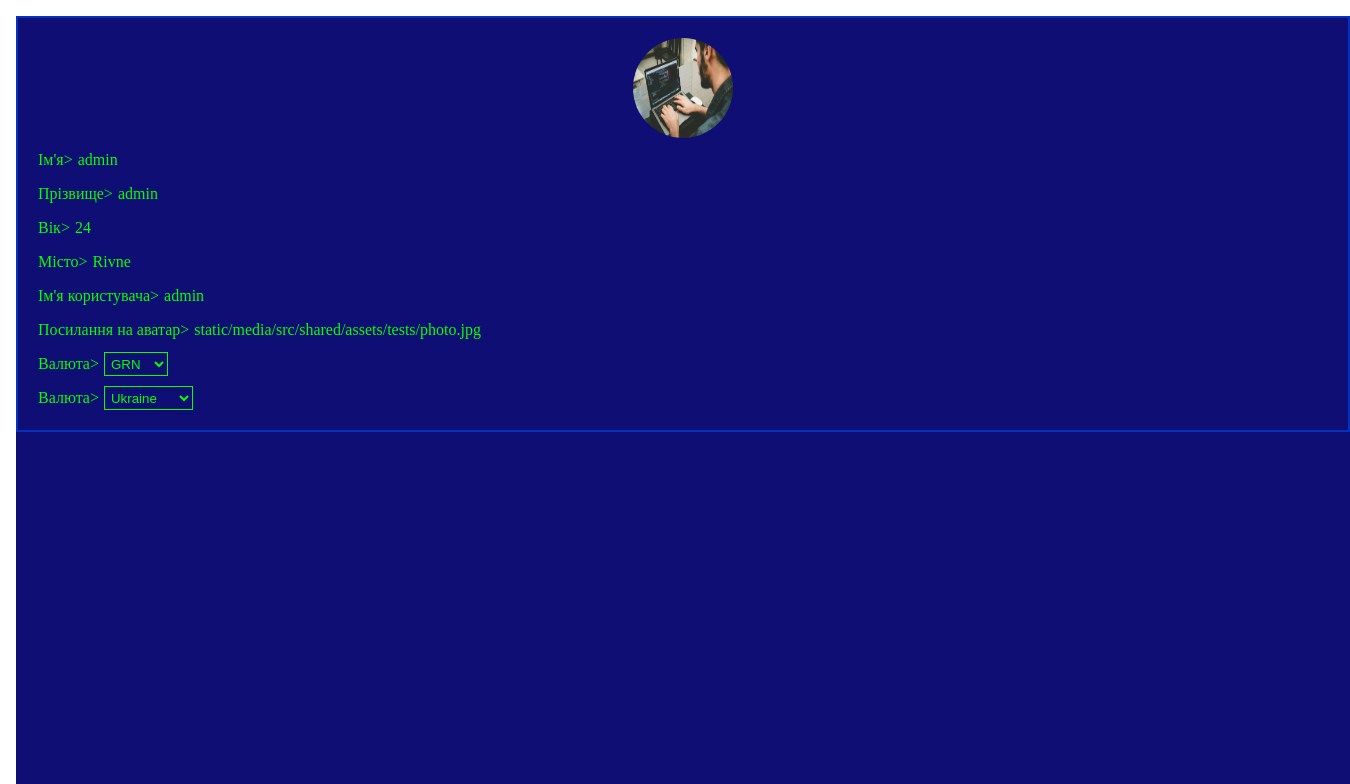 Ім'я> admin
Прізвище> admin
Вік> 24
Місто> Rivne
Ім'я користувача> admin
Посилання на аватар> static/media/src/shared/assets/tests/photo.jpg
Валюта> GRN
Валюта> Ukraine